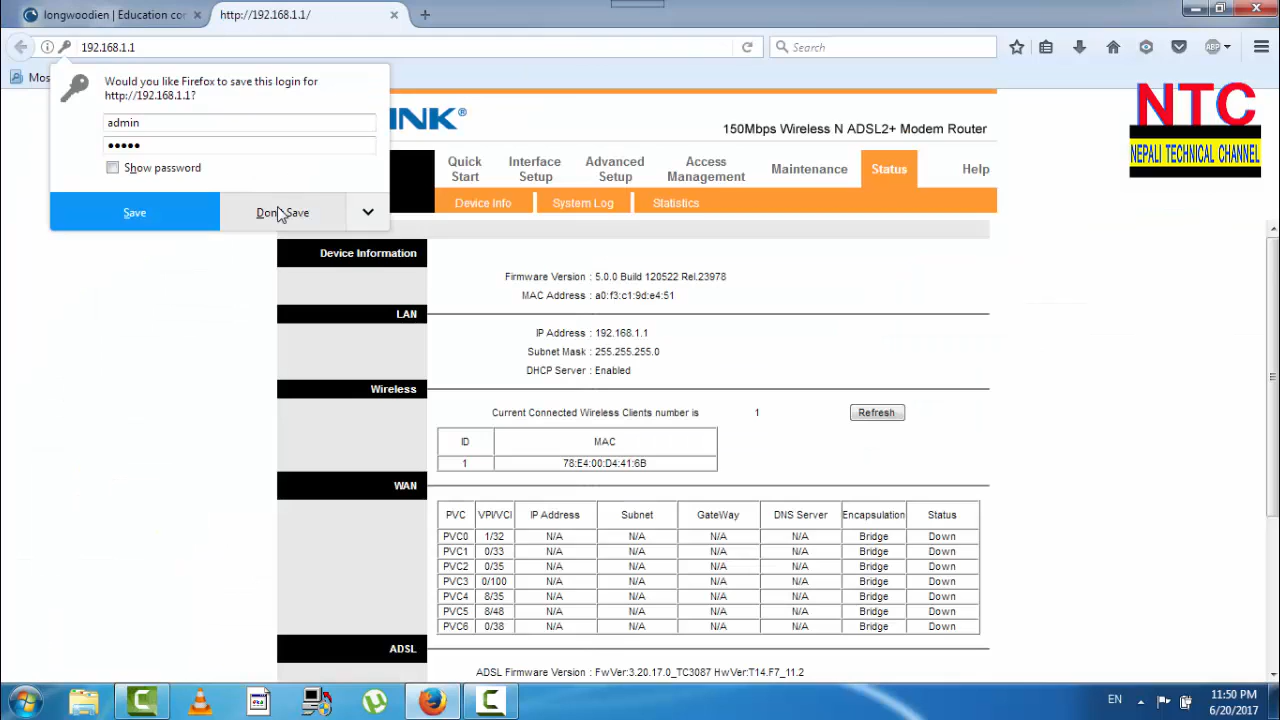 longwoodien | Education cor
http://192.168.1.1/
192.168.1.1
Search
ABP
Mos
Would you like Firefox to save this login for
http://192.168.1.1?
admin
•••••
Show password
Save
Don't Save
INK®
150Mbps Wireless N ADSL2+ Modem Router
NTC
NEPALI TECHNICAL CHANNEL
Quick Start
Interface Setup
Advanced Setup
Access Management
Maintenance
Status
Help
Device Info
System Log
Statistics
Device Information
Firmware Version : 5.0.0 Build 120522 Rel.23978
MAC Address : a0:f3:c1:9d:e4:51
LAN
IP Address : 192.168.1.1
Subnet Mask : 255.255.255.0
DHCP Server : Enabled
Wireless
Current Connected Wireless Clients number is 1 Refresh
ID MAC
1 78:E4:00:D4:41:6B
WAN
PVC VPI/VCI IP Address Subnet GateWay DNS Server Encapsulation Status
PVC0 1/32 N/A N/A N/A N/A Bridge Down
PVC1 0/33 N/A N/A N/A N/A Bridge Down
PVC2 0/35 N/A N/A N/A N/A Bridge Down
PVC3 0/100 N/A N/A N/A N/A Bridge Down
PVC4 8/35 N/A N/A N/A N/A Bridge Down
PVC5 8/48 N/A N/A N/A N/A Bridge Down
PVC6 0/38 N/A N/A N/A N/A Bridge Down
ADSL
ADSL Firmware Version : FwVer:3.20.17.0_TC3087 HwVer:T14.F7_11.2
EN
11:50 PM
6/20/2017